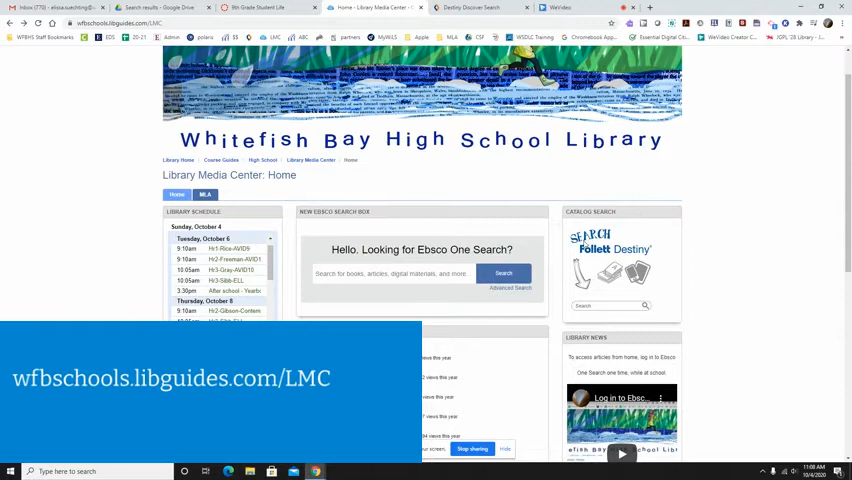 Inbox (770) - elissa.suechting@
Search results - Google Drive
9th Grade Student Life
Home - Library Media Center -
Destiny Discover Search
WeVideo
wfbschools.libguides.com/LMC
WFBHS Staff Bookmarks
EDS
20-21
Admin
polaris
$$
LMC
MyWILC
ABC
partners
Apple
MLA
CSF
WSDLC Training
Chromebook App...
Essential Digital Citi...
WeVideo Creator C...
JGPL '28 Library -...
Whitefish Bay High School Library
Library Home
Course Guides
High School
Library Media Center
Home
Library Media Center: Home
Home
MLA
LIBRARY SCHEDULE
Sunday, October 4
Tuesday, October 6
9:10am Hr1-Rice-AVID9
9:10am Hr2-Freeman-AVID1
10:05am Hr3-Gray-AVID10
10:05am Hr3-Sibb-ELL
3:30pm After school - Yearbo
Thursday, October 8
9:10am Hr2-Gibson-Contem
NEW EBSCO SEARCH BOX
Hello. Looking for Ebsco One Search?
Search for books, articles, digital materials, and more...
Search
Advanced Search
CATALOG SEARCH
SEARCH
Follett Destiny
Search
LIBRARY NEWS
To access articles from home, log in to Ebsco
One Search one time, while at school.
Log in to Ebsc...
views this year
views this year
views this year
7 views this year
94 views this year
your screen.
Stop sharing
Hide
wfbschools.libguides.com/LMC
Type here to search
11:08 AM
10/4/2020